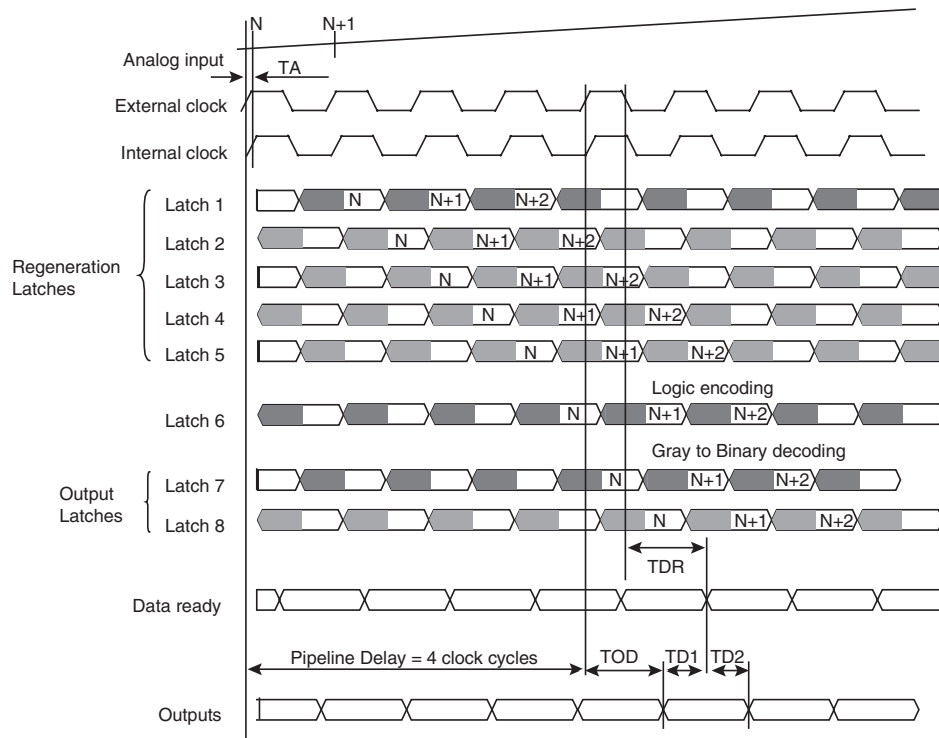 N N+1
Analog input
TA
External clock
Internal clock
Latch 1 N N+1 N+2
Latch 2 N N+1 N+2
Regeneration
Latches
Latch 3 N N+1 N+2
Latch 4 N N+1 N+2
Latch 5 N N+1 N+2
Logic encoding
Latch 6 N N+1 N+2
Gray to Binary decoding
Output
Latches
Latch 7 N N+1 N+2
Latch 8 N N+1 N+2
TDR
Data ready
Pipeline Delay = 4 clock cycles TOD TD1 TD2
Outputs